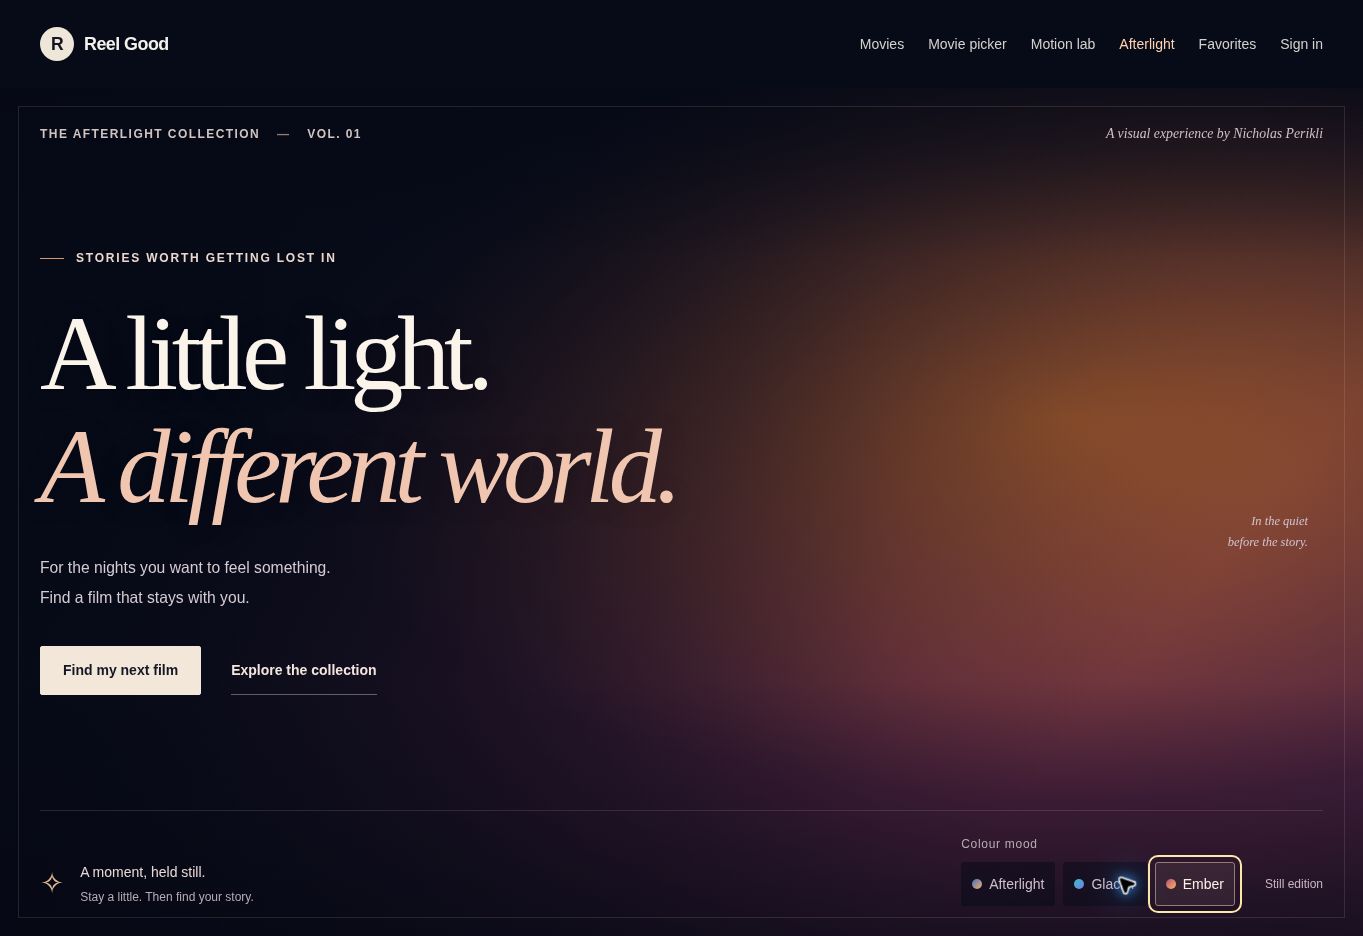 R
Reel Good
Movies
Movie picker
Motion lab
Afterlight
Favorites
Sign in
THE AFTERLIGHT COLLECTION — VOL. 01
A visual experience by Nicholas Perikli
STORIES WORTH GETTING LOST IN
A little light.
A different world.
In the quiet
before the story.
For the nights you want to feel something.
Find a film that stays with you.
Find my next film
Explore the collection
Colour mood
A moment, held still.
Stay a little. Then find your story.
Afterlight
Ember
Still edition